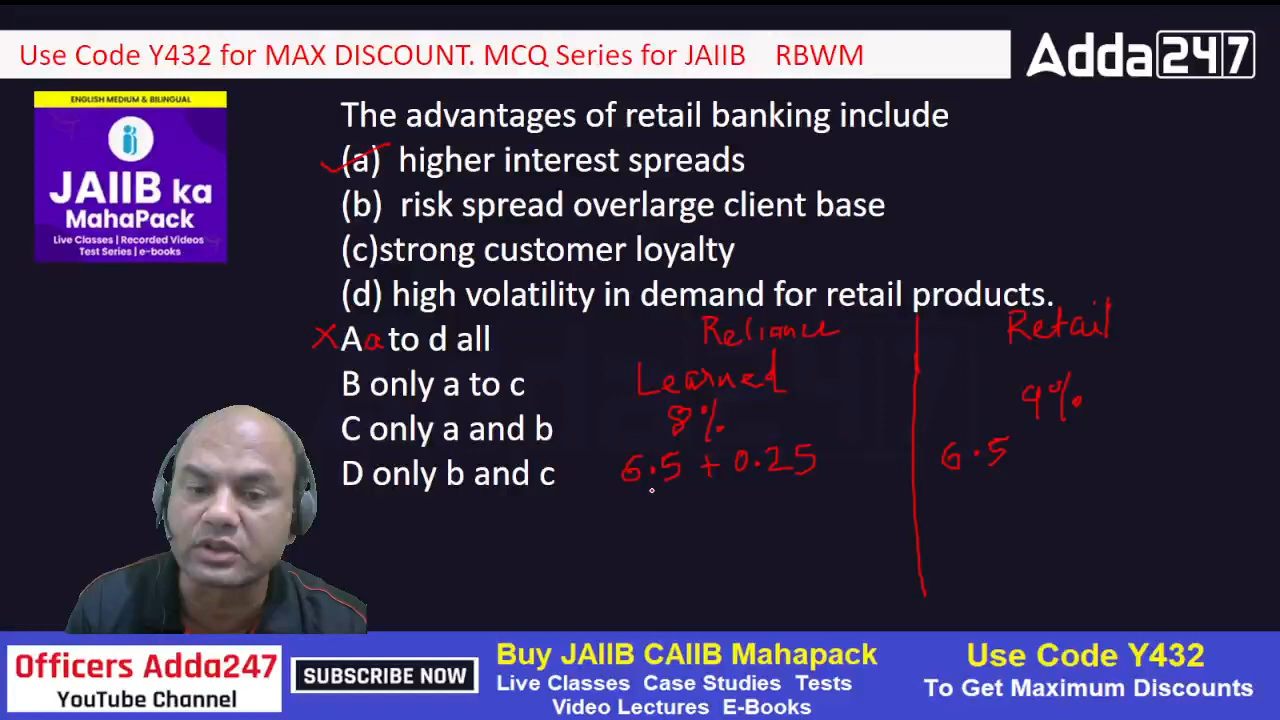 Use Code Y432 for MAX DISCOUNT. MCQ Series for JAIIB RBWM
Adda247
ENGLISH MEDIUM & BILINGUAL
JAIIB ka
MahaPack
Live Classes | Recorded Videos
Test Series | e-books
The advantages of retail banking include
(a) higher interest spreads
(b) risk spread overlarge client base
(c)strong customer loyalty
(d) high volatility in demand for retail products.
X A a to d all
B only a to c
C only a and b
D only b and c
Reliance
Learned
8%
6.5 + 0.25
Retail
9%
6.5
Officers Adda247
YouTube Channel
SUBSCRIBE NOW
Buy JAIIB CAIIB Mahapack
Live Classes Case Studies Tests
Video Lectures E-Books
Use Code Y432
To Get Maximum Discounts